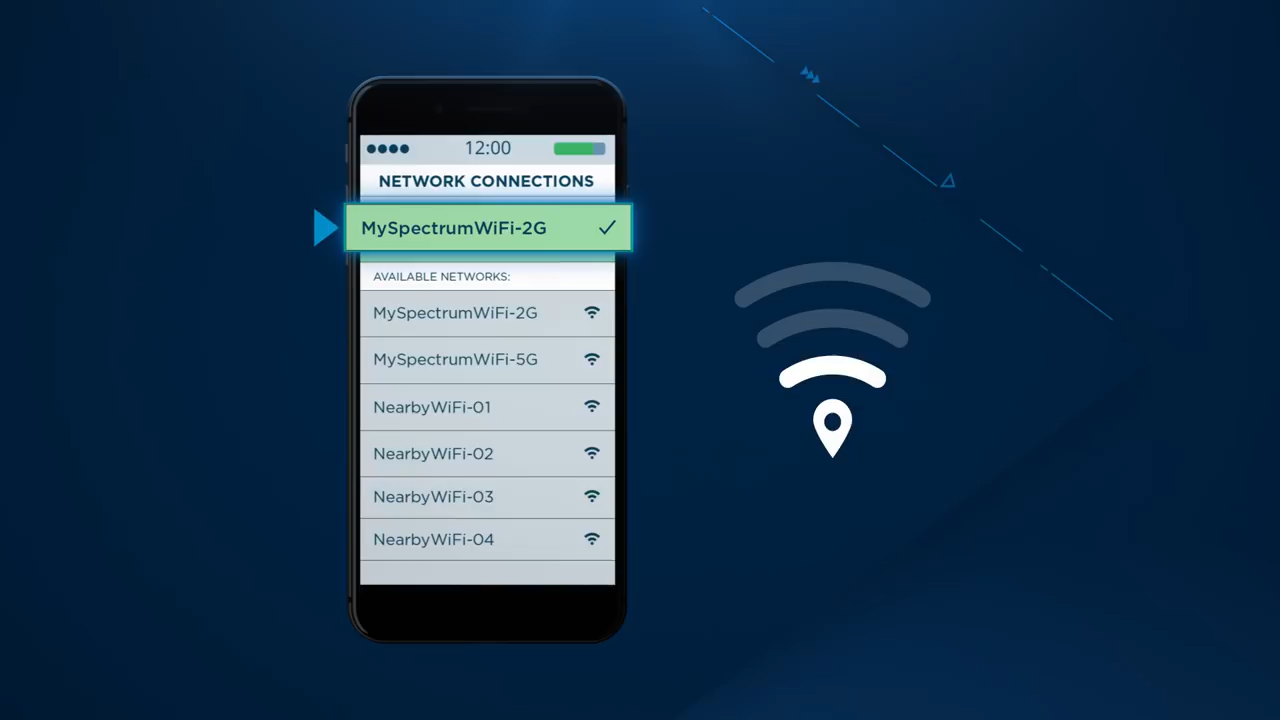 12:00
NETWORK CONNECTIONS
MySpectrumWiFi-2G
AVAILABLE NETWORKS:
MySpectrumWiFi-2G
MySpectrumWiFi-5G
NearbyWiFi-01
NearbyWiFi-02
NearbyWiFi-03
NearbyWiFi-04